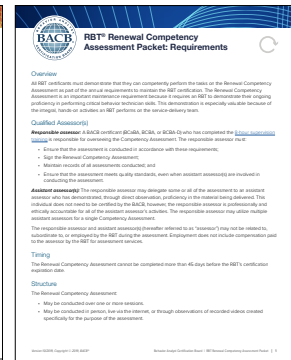 BACB®
RBT® Renewal Competency
Assessment Packet: Requirements
Overview
All RBT certificants must demonstrate that they can competently perform the tasks on the Renewal Competency
Assessment as part of the annual requirements to maintain the RBT certification. The Renewal Competency
Assessment is an important maintenance requirement because it requires an RBT to demonstrate their ongoing
proficiency in performing critical behavior technician skills. This demonstration is especially valuable because of
the integral, hands on activities an RBT performs on the service-delivery team.
Qualified Assessor(s)
Responsible assessor: A BACB certificant (BCaBA, BCBA, or BCBA-D) who has completed the 8-hour supervision
training is responsible for overseeing the Competency Assessment. The responsible assessor must:
• Ensure that the assessment is conducted in accordance with these requirements;
• Sign the Renewal Competency Assessment;
• Maintain records of all assessments conducted; and
• Ensure that the assessment meets quality standards, even when assistant assessor(s) are involved in
conducting the assessment.
Assistant assessor(s): The responsible assessor may delegate some or all of the assessment to an assistant
assessor who has demonstrated, through direct observation, proficiency in the material being delivered. This
individual does not need to be certified by the BACB, however, the responsible assessor is professionally and
ethically accountable for all of the assistant assessor's activities. The responsible assessor may use multiple
assistant assessors for a single Competency Assessment.
The responsible assessor and assistant assessor(s) (hereafter referred to as "assessor") may not be related to,
subordinate to, or employed by the RBT during the assessment. Employment does not include compensation paid
to the assessor by the RBT for assessment services.
Timing
The Renewal Competency Assessment cannot be completed more than 45 days before the RBT's certification
expiration date.
Structure
The Renewal Competency Assessment:
• May be conducted over one or more sessions.
• May be conducted in person, live via the internet, or through observations of recorded videos created
specifically for the purpose of the assessment.